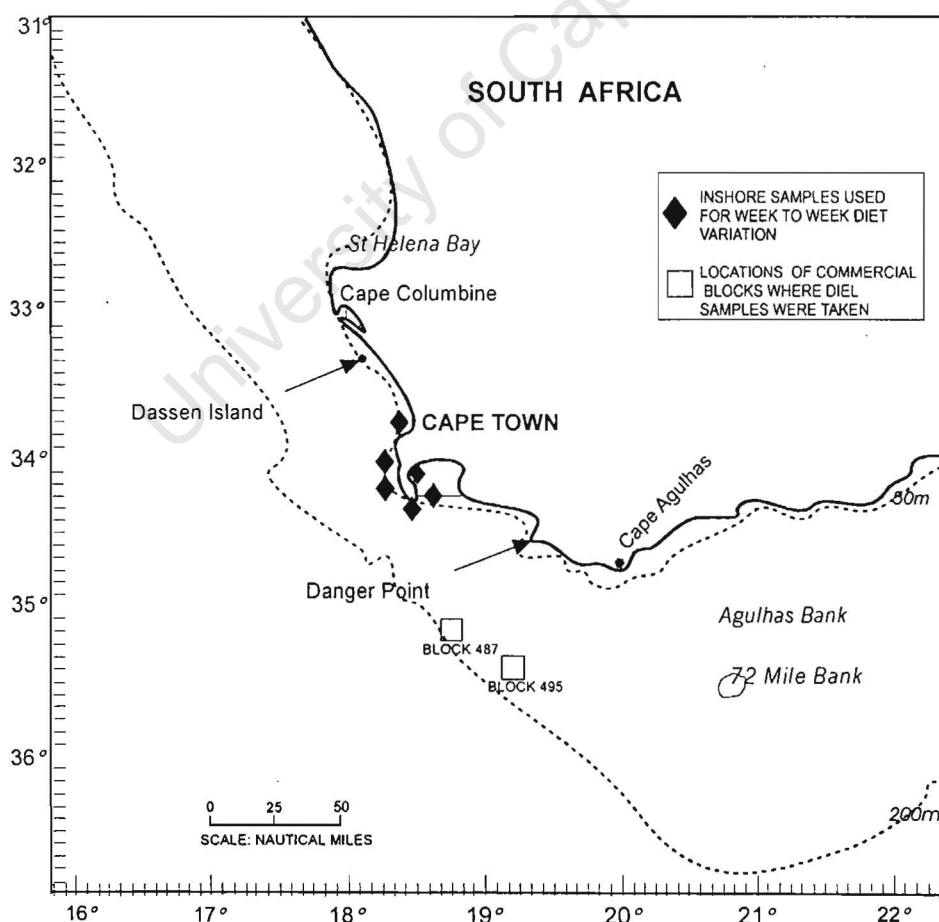 31°
32°
33°
34°
35°
36°
University of Cap
SOUTH AFRICA
INSHORE SAMPLES USED
FOR WEEK TO WEEK DIET
VARIATION
LOCATIONS OF COMMERCIAL
BLOCKS WHERE DIEL
SAMPLES WERE TAKEN
St Helena Bay
Cape Columbine
Dassen Island
CAPE TOWN
Cape Agulhas
50m
Danger Point
Agulhas Bank
BLOCK 487
72 Mile Bank
BLOCK 495
200m
0 25 50
SCALE: NAUTICAL MILES
16° 17° 18° 19° 20° 21° 22°